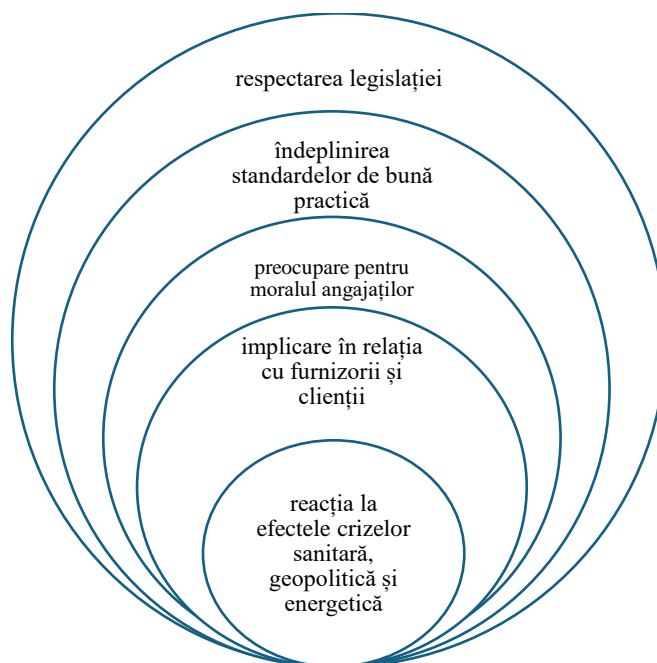 respectarea legislației
îndeplinirea
standardelor de bună
practică
preocupare pentru
moralul angajaților
implicare în relația
cu furnizorii și
clienții
reacția la
efectele crizelor
sanitară,
geopolitică și
energetică